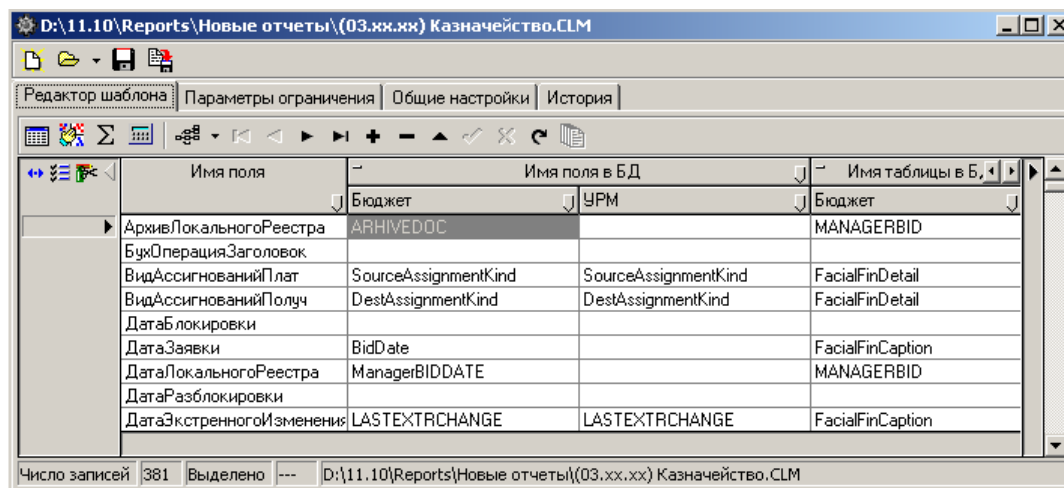 D:\11.10\Reports\Новые отчеты\(03.xx.xx) Казначейство.CLM
Редактор шаблона Параметры ограничения Общие настройки История
Имя поля Имя поля в БД Имя таблицы в Б
Бюджет УРМ Бюджет
АрхивЛокальногоРеестра ARHIVEDOC MANAGERBID
БухОперацияЗаголовок
ВидАссигнованийПлат SourceAssignmentKind SourceAssignmentKind FacialFinDetail
ВидАссигнованийПолуч DestAssignmentKind DestAssignmentKind FacialFinDetail
ДатаБлокировки
ДатаЗаявки BidDate FacialFinCaption
ДатаЛокальногоРеестра ManagerBIDDATE MANAGERBID
ДатаРазблокировки
ДатаЭкстренногоИзменения LASTEXTRCHANGE LASTEXTRCHANGE FacialFinCaption
Число записей 381 Выделено --- D:\11.10\Reports\Новые отчеты\(03.xx.xx) Казначейство.CLM